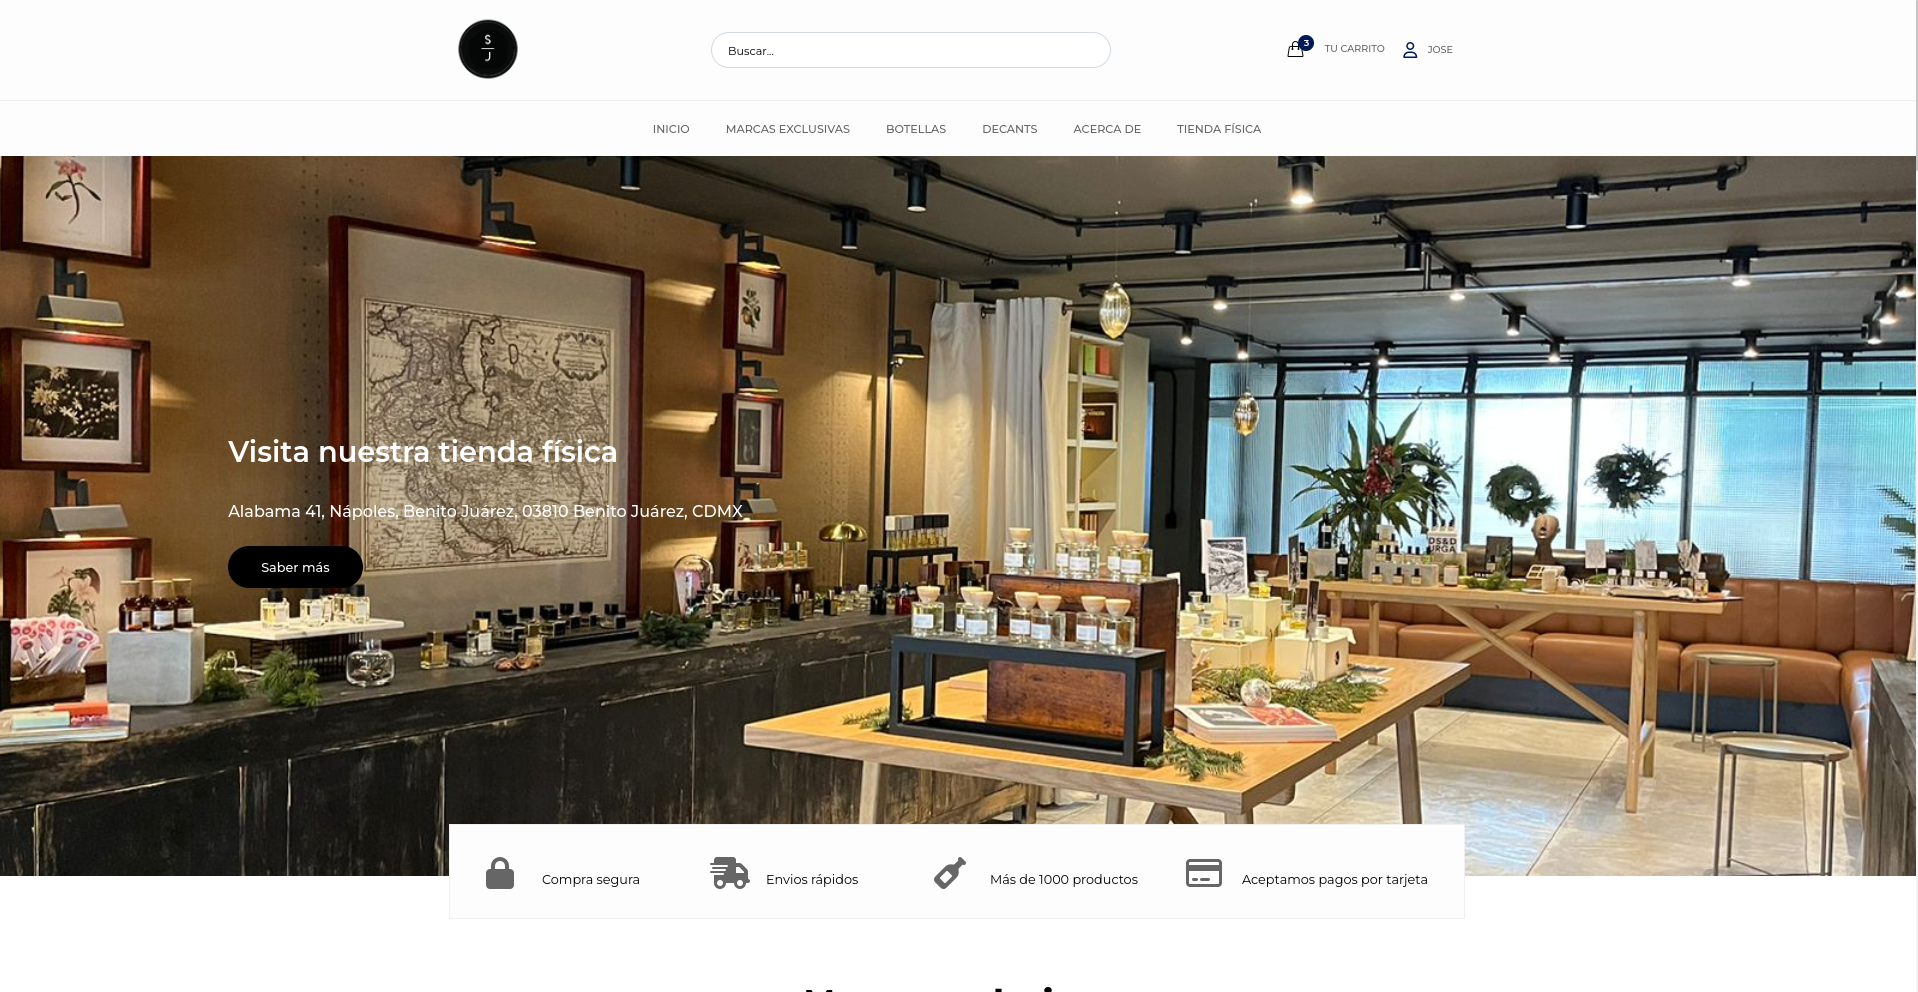 S
J
Buscar...
3
TU CARRITO
JOSE
INICIO
MARCAS EXCLUSIVAS
BOTELLAS
DECANTS
ACERCA DE
TIENDA FÍSICA
Visita nuestra tienda física
Alabama 41, Nápoles, Benito Juárez, 03810 Benito Juárez, CDMX
Saber más
DS&D
URGA
Compra segura
Envios rápidos
Más de 1000 productos
Aceptamos pagos por tarjeta